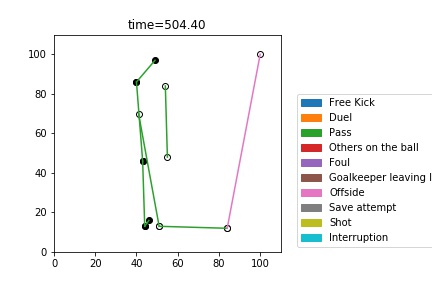 time=504.40
100
80
60
40
20
0
0 20 40 60 80 100
Free Kick
Duel
Pass
Others on the ball
Foul
Goalkeeper leaving l
Offside
Save attempt
Shot
Interruption